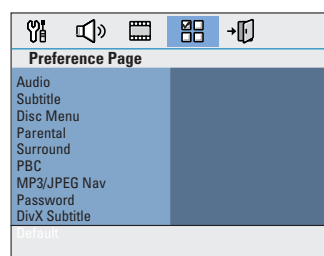 Preference Page
Audio
Subtitle
Disc Menu
Parental
Surround
PBC
MP3/JPEG Nav
Password
DivX Subtitle
Default